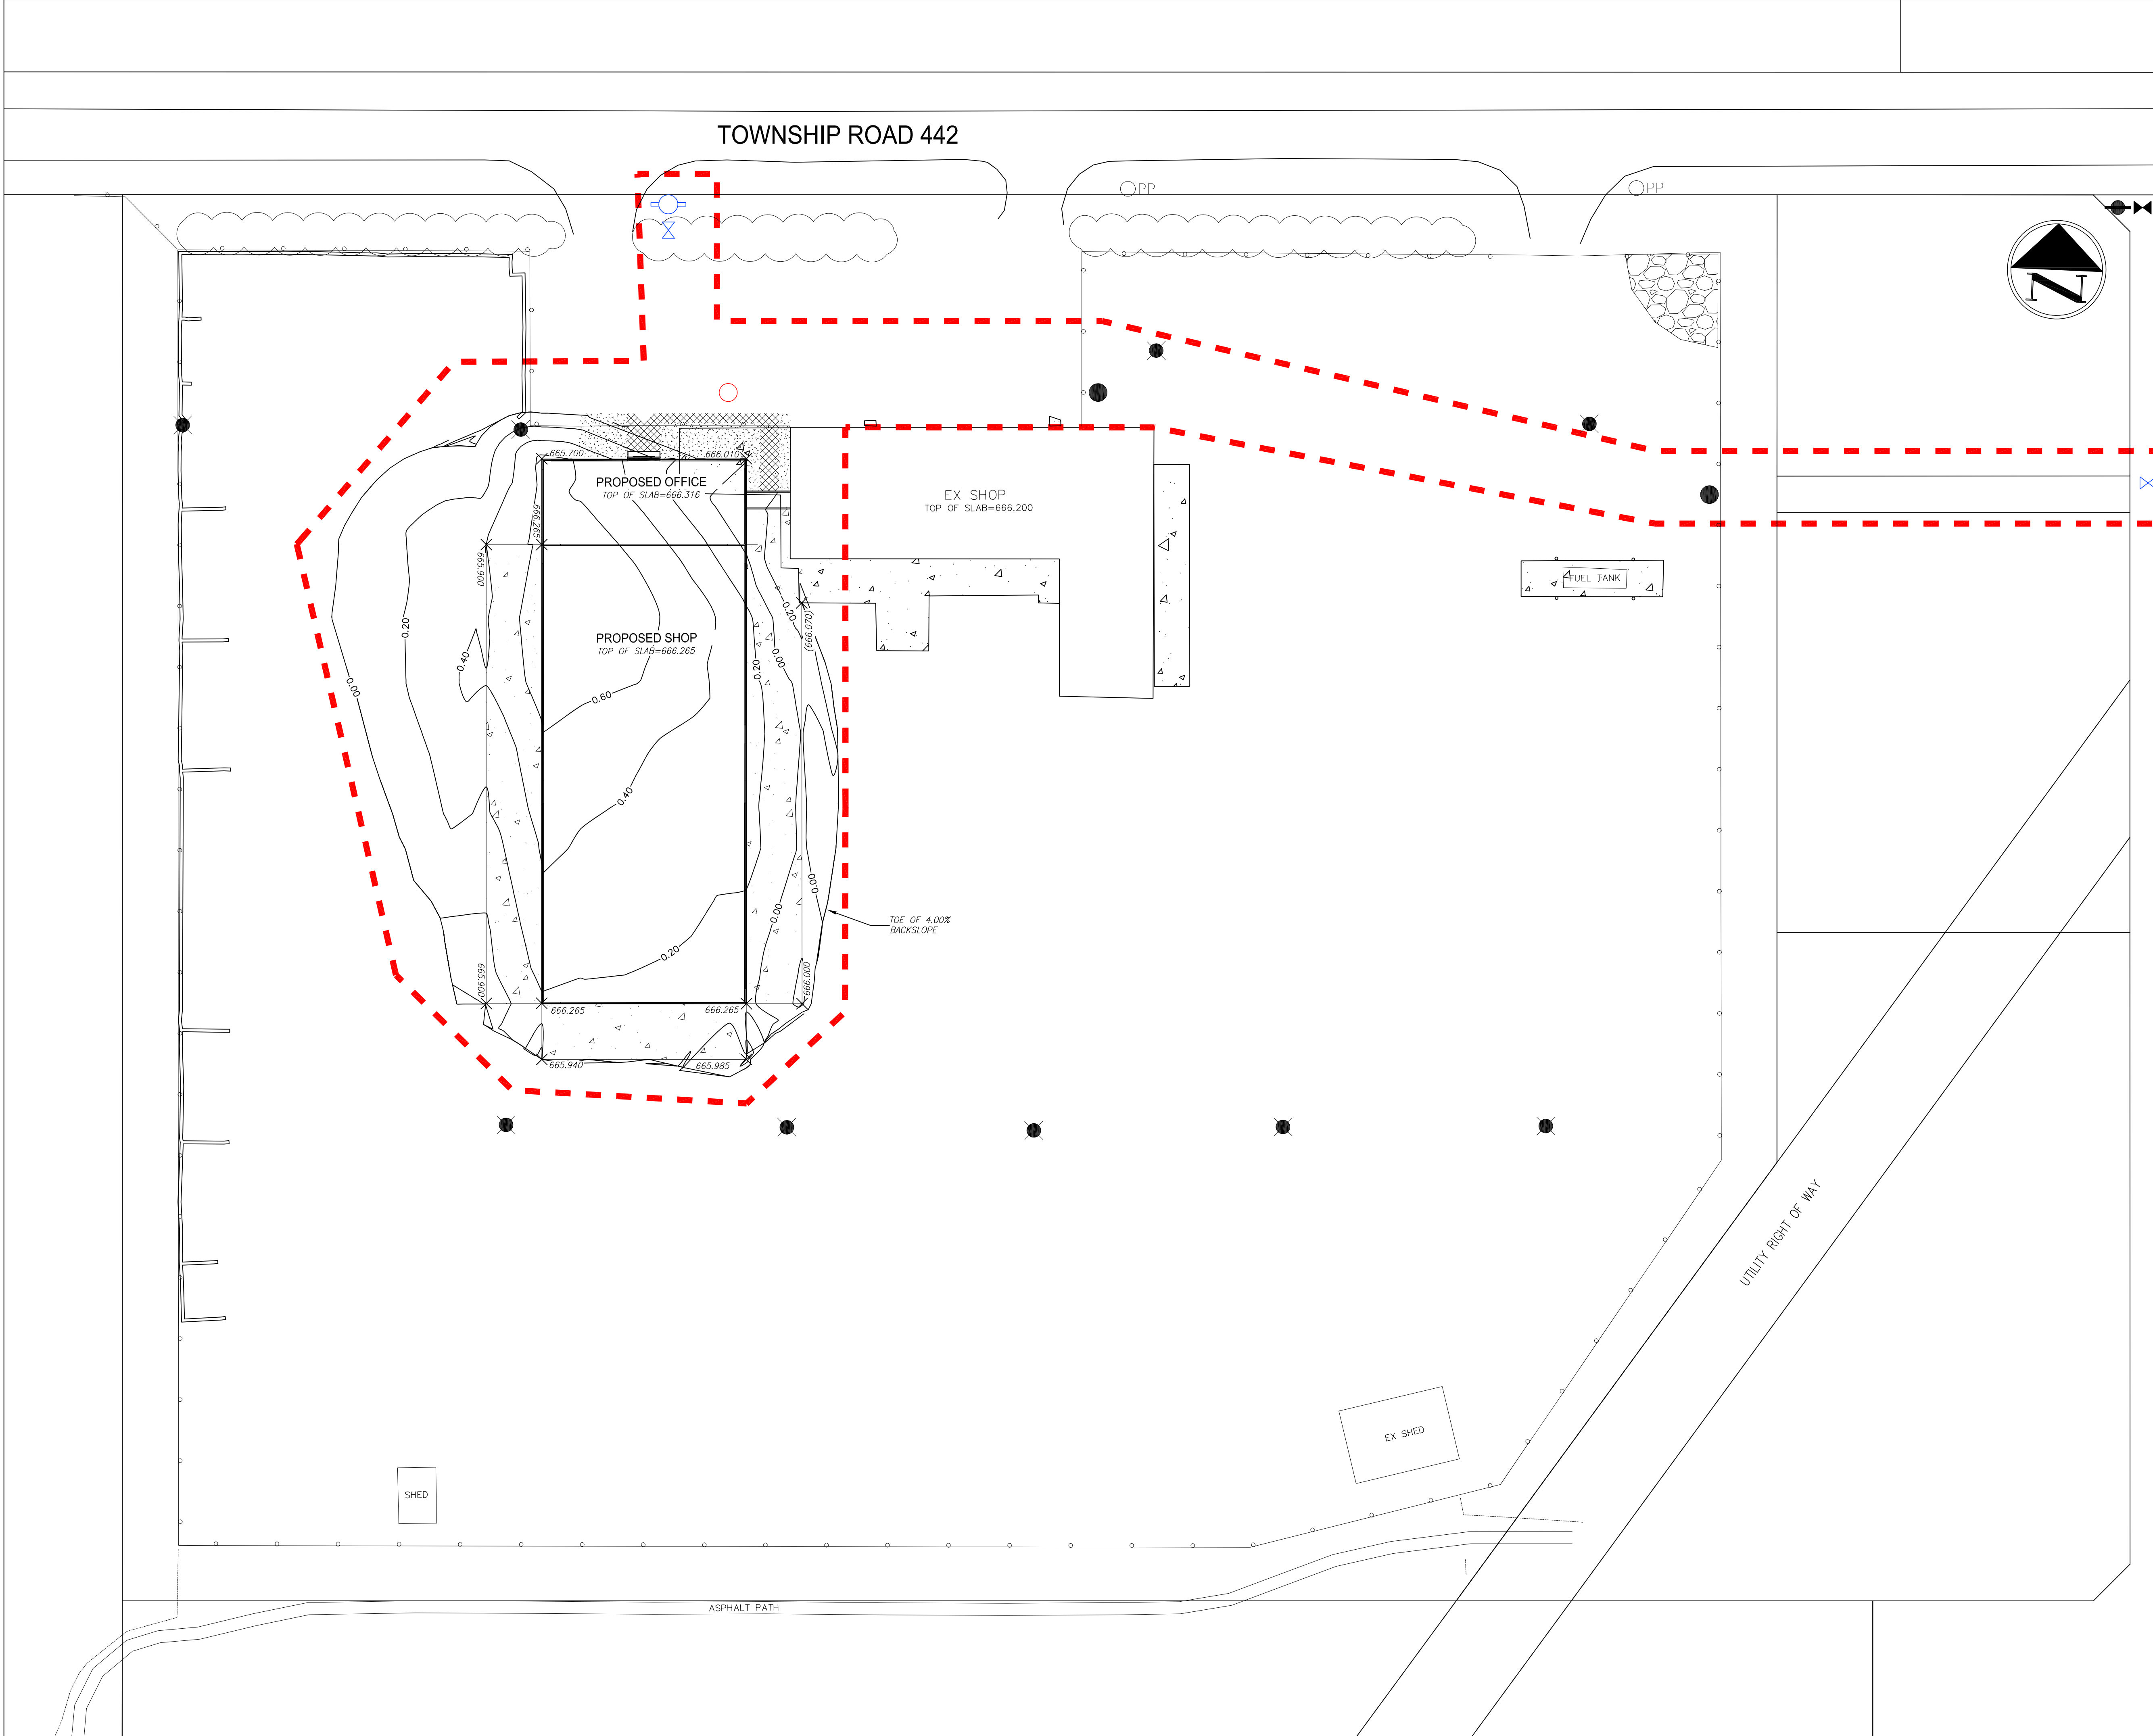 TOWNSHIP ROAD 442
PP
PP
N
665.700
666.010
PROPOSED OFFICE
TOP OF SLAB=666.316
EX SHOP
TOP OF SLAB=666.200
666.265
665.900
FUEL TANK
0.20
0.20
(666.070)
PROPOSED SHOP
TOP OF SLAB=666.265
0.40
0.00
0.20
0.00
0.60
0.40
0.00
0.00
TOE OF 4.00%
BACKSLOPE
0.20
665.900
666.000
666.265
666.265
665.940
665.985
UTILITY RIGHT OF WAY
EX SHED
SHED
ASPHALT PATH